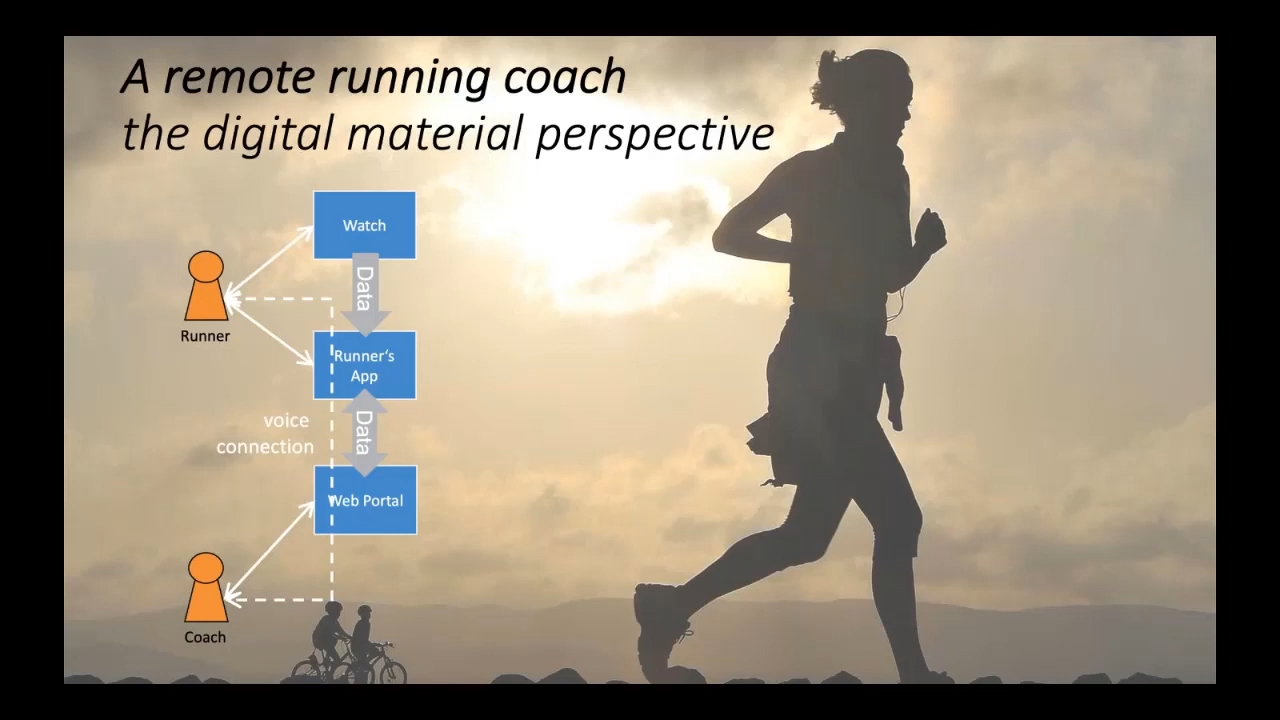 A remote running coach
the digital material perspective
Watch
Data
Runner
Runner's
App
voice
connection
Data
Web Portal
Coach